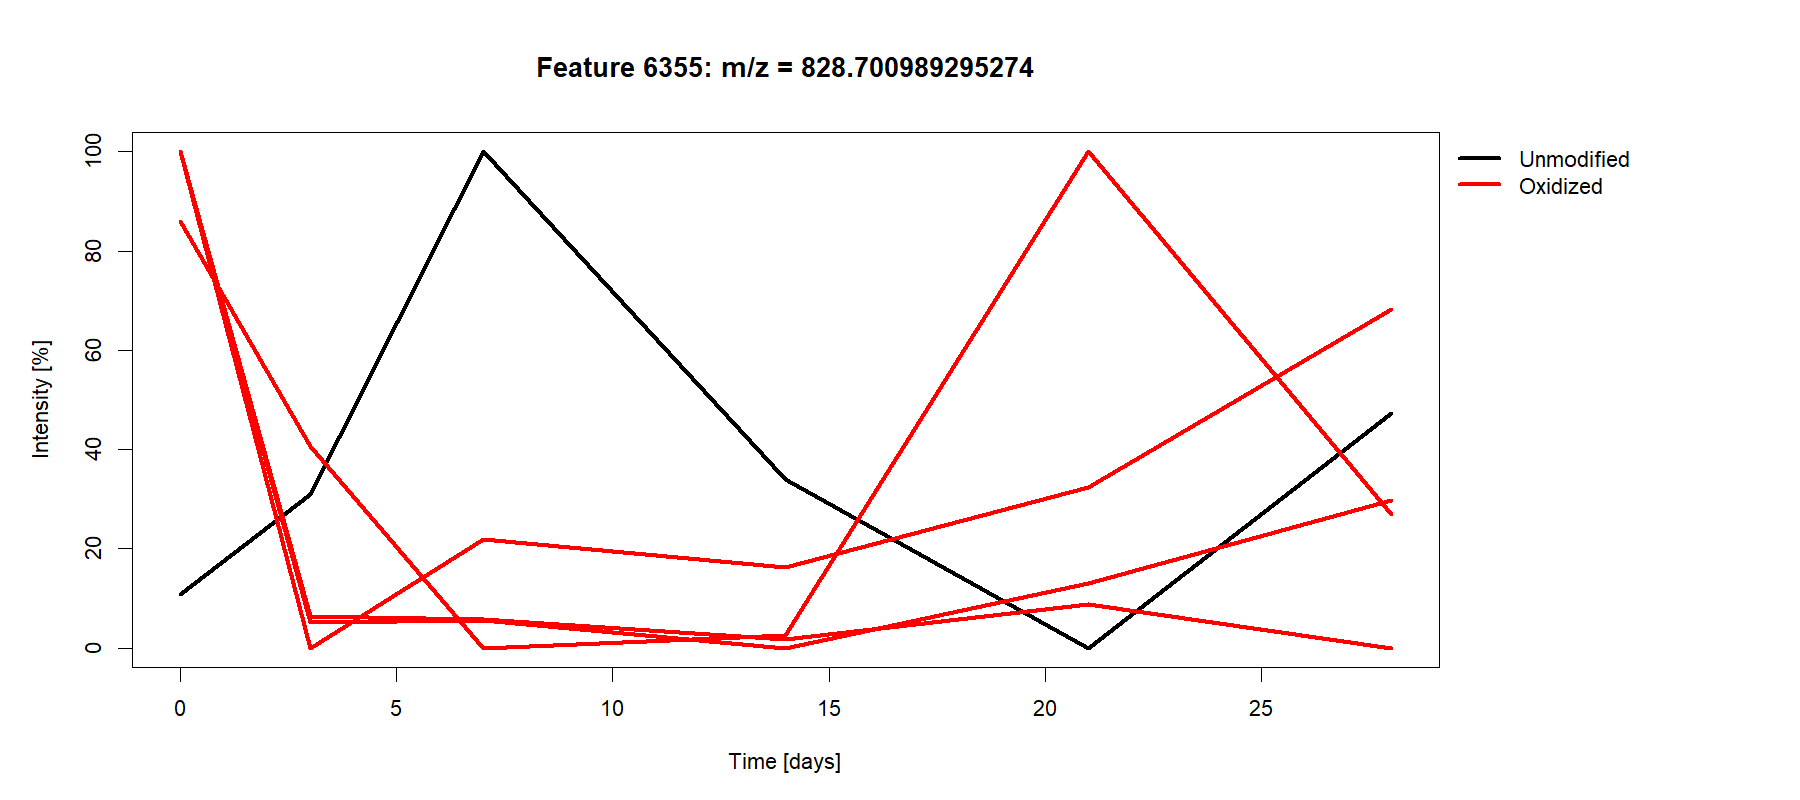 Feature 6355: m/z = 828.700989295274
Unmodified
Oxidized
Intensity [%]
100
80
60
40
20
0
0 5 10 15 20 25
Time [days]